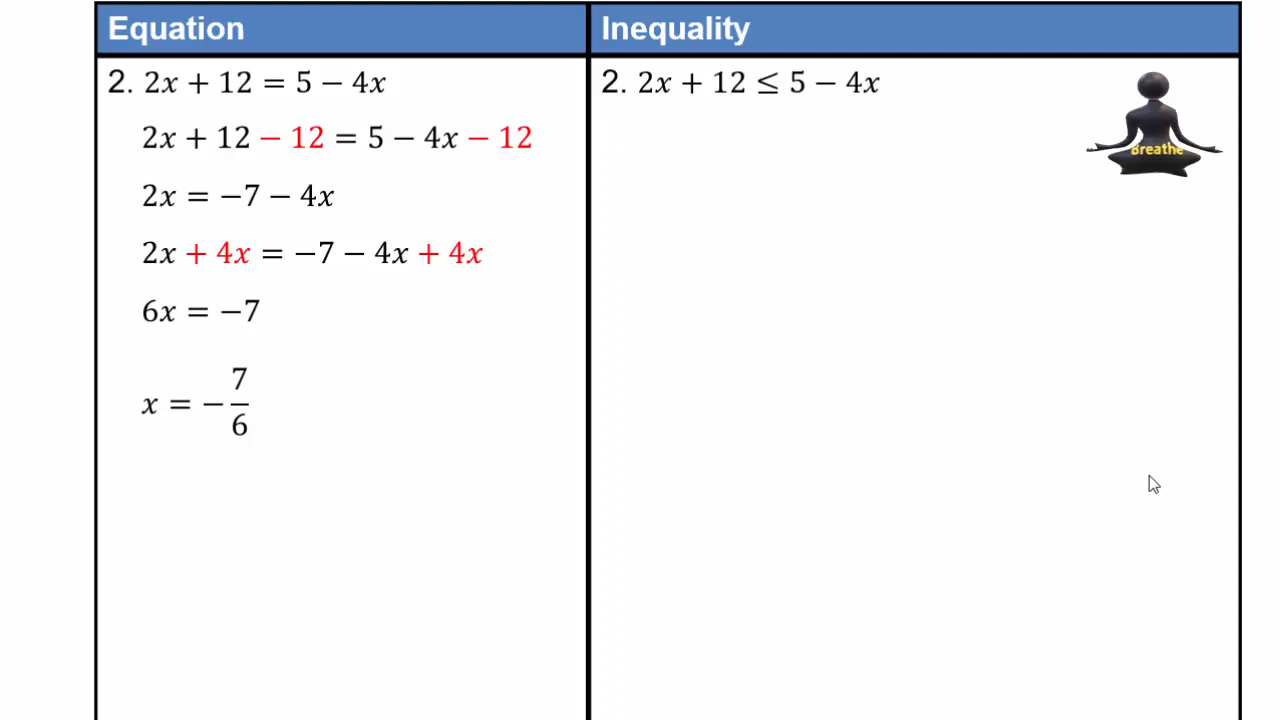 Equation
Inequality
2. 2x + 12 = 5 − 4x
2x + 12 − 12 = 5 − 4x − 12
2x = −7 − 4x
2x + 4x = −7 − 4x + 4x
6x = −7
x = −7/6
2. 2x + 12 ≤ 5 − 4x
Breathe